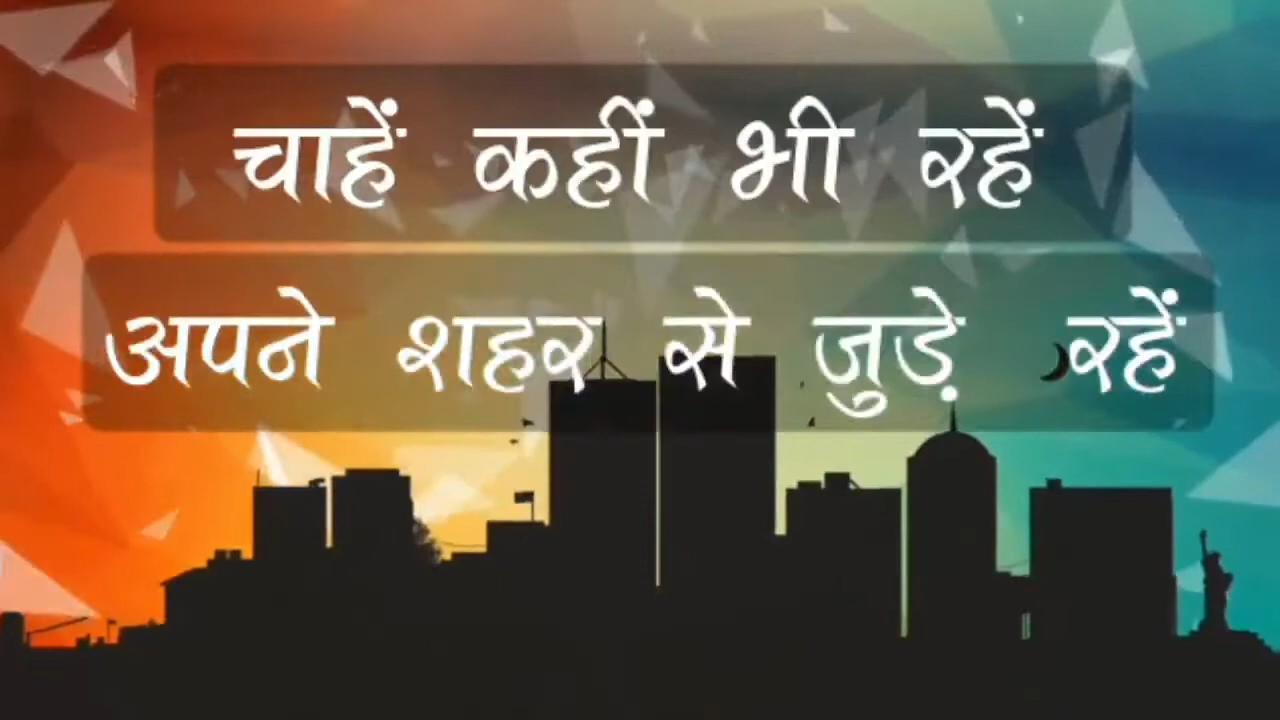 चाहें कहीं भी रहें
अपने शहर से जुड़े रहें